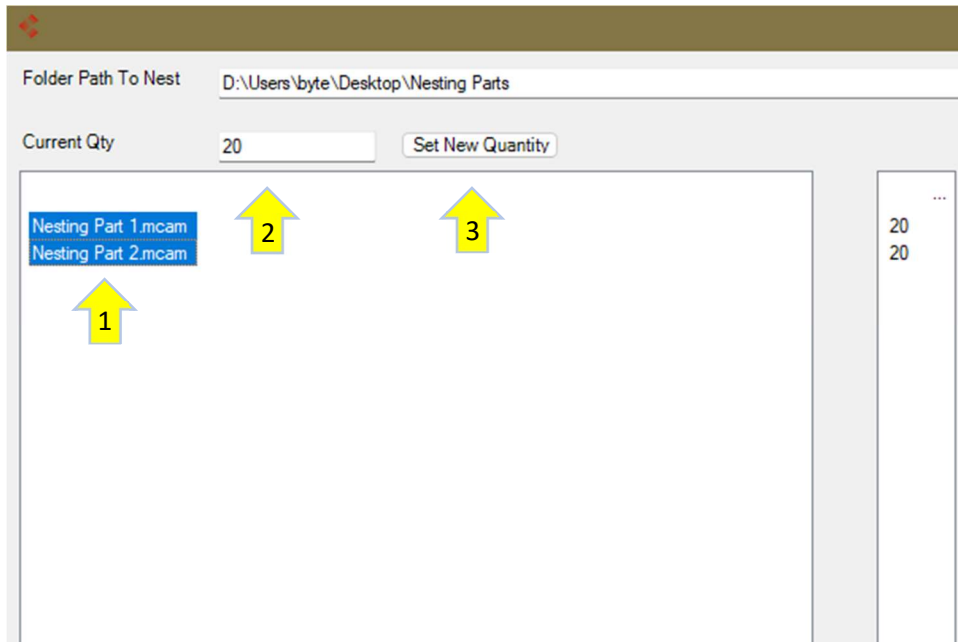 Folder Path To Nest D:\Users\byte\Desktop\Nesting Parts
Current Qty 20 Set New Quantity
...
Nesting Part 1.mcam 20
Nesting Part 2.mcam 20
2 3
1